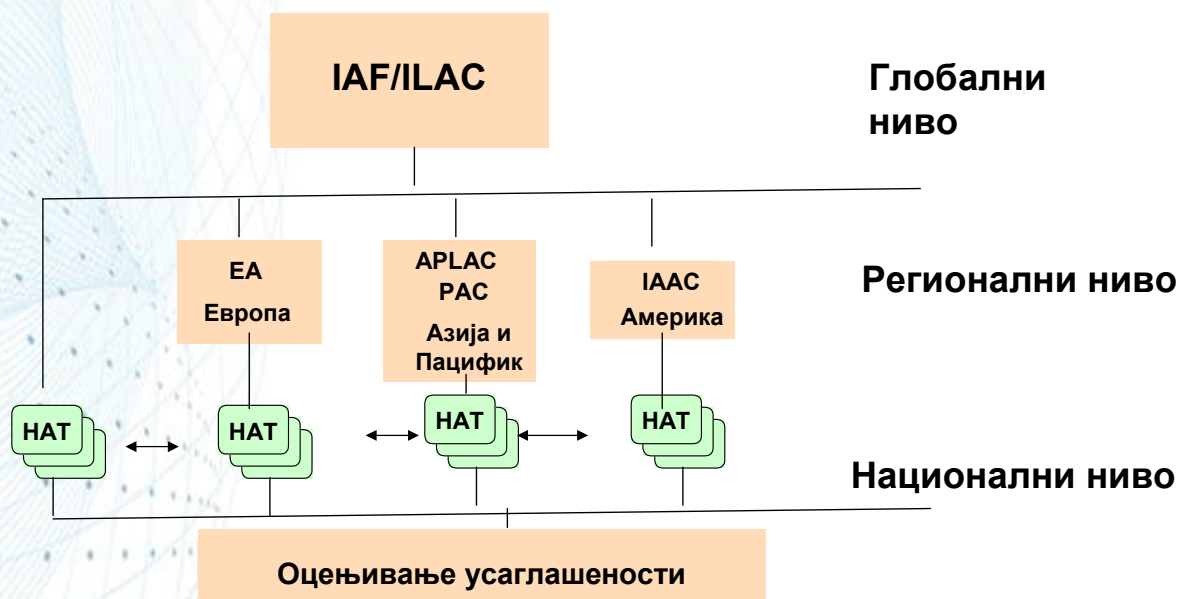 IAF/ILAC
Глобални
ниво
EA
Европа
APLAC
PAC
Азија и
Пацифик
IAAC
Америка
Регионални ниво
НАТ
НАТ
НАТ
НАТ
Национални ниво
Оцењивање усаглашености